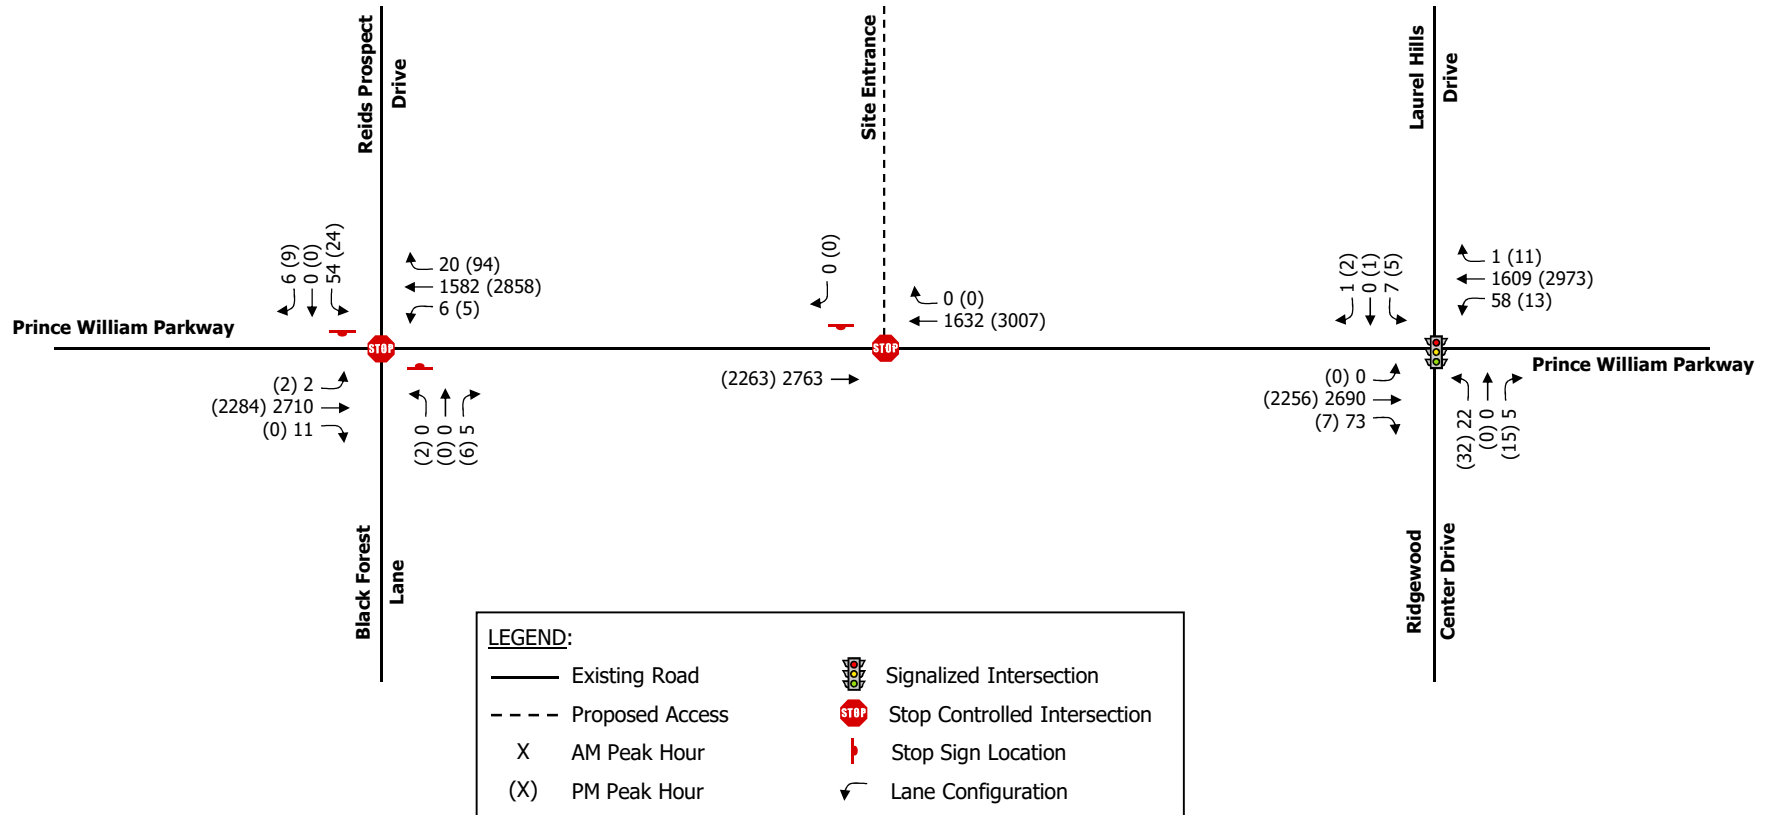 Reids Prospect
Drive
Site Entrance
Laurel Hills
Drive
6 (9)
0 (0)
54 (24)
20 (94)
1582 (2858)
6 (5)
0 (0)
0 (0)
1632 (3007)
1 (2)
0 (1)
7 (5)
1 (11)
1609 (2973)
58 (13)
Prince William Parkway
STOP
STOP
Prince William Parkway
(2) 2
(2284) 2710
(0) 11
(2) 0
(0) 0
(6) 5
(2263) 2763
(0) 0
(2256) 2690
(7) 73
(32) 22
(0) 0
(15) 5
Black Forest
Lane
Ridgewood
Center Drive
LEGEND:
Existing Road
Signalized Intersection
Proposed Access
STOP Stop Controlled Intersection
X AM Peak Hour
Stop Sign Location
(X) PM Peak Hour
Lane Configuration